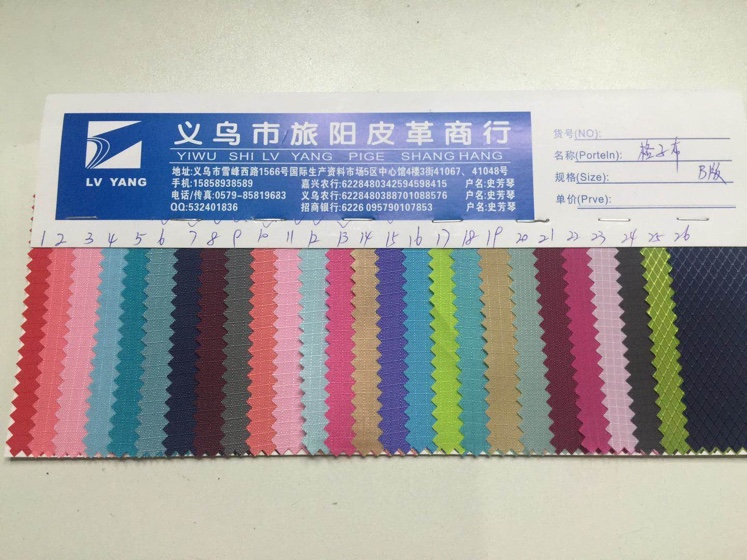 义乌市旅阳皮革商行
YIWU SHI LV YANG PIGE SHANGHANG
LV YANG
地址:义乌市雪峰西路1566号国际生产资料市场5区中心馆4楼3街41067、41048号
手机:15858938589 嘉兴农行:6228480342594598415 户名:史芳琴
电话/传真:0579-85819683 义乌农行:6228480388701088576 户名:史芳琴
QQ:532401836 招商银行:6226 095790107853 户名:史芳琴
货号(NO):
名称(Porteln): 格子布
规格(Size): B版
单价(Prve):
1 2 3 4 5 6 7 8 9 10 11 12 13 14 15 16 17 18 19 20 21 22 23 24 25 26